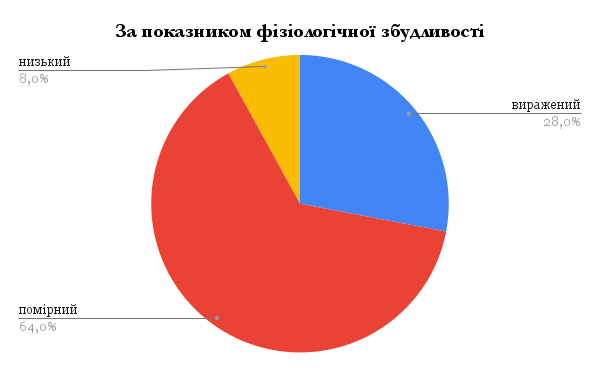 За показником фізіологічної збудливості
низький
8,0%
виражений
28,0%
помірний
64,0%